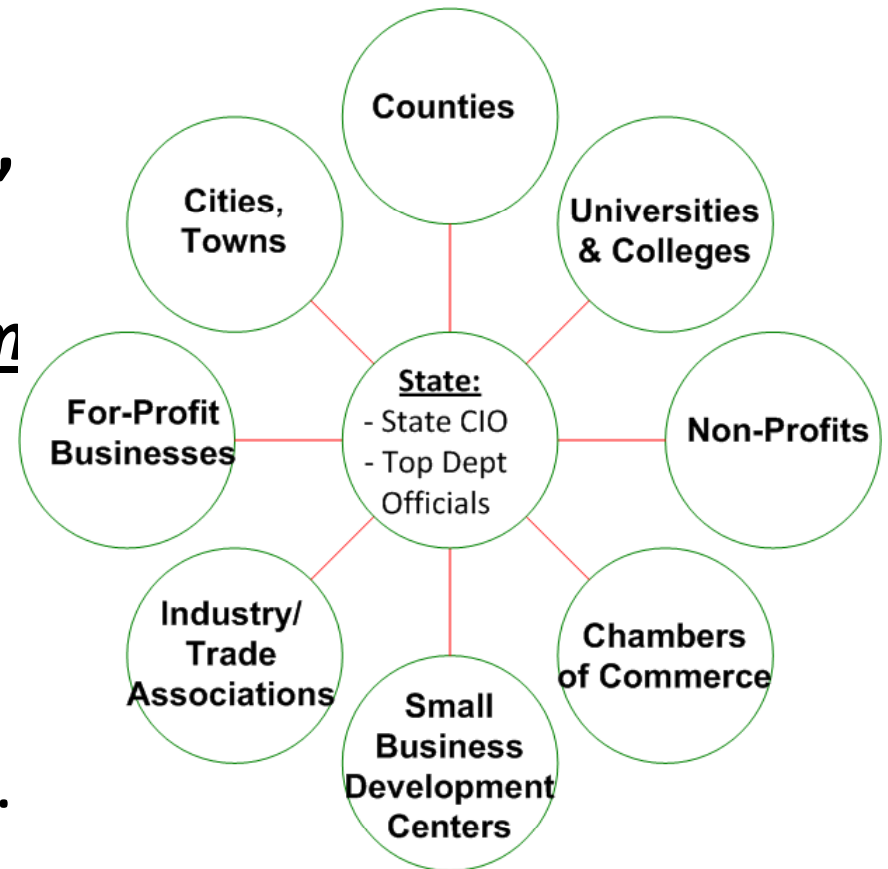 Counties
,
Cities,
Towns
Universities
& Colleges
m
State:
- State CIO
- Top Dept
Officials
For-Profit
Businesses
Non-Profits
Industry/
Trade
Associations
Chambers
of Commerce
Small
Business
Development
Centers
.